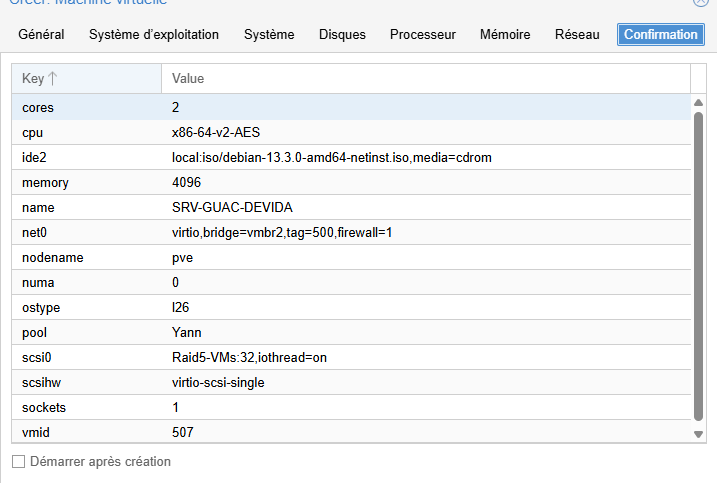 Créer: Machine virtuelle
Général Système d'exploitation Système Disques Processeur Mémoire Réseau Confirmation
Key Value
cores 2
cpu x86-64-v2-AES
ide2 local:iso/debian-13.3.0-amd64-netinst.iso,media=cdrom
memory 4096
name SRV-GUAC-DEVIDA
net0 virtio,bridge=vmbr2,tag=500,firewall=1
nodename pve
numa 0
ostype l26
pool Yann
scsi0 Raid5-VMs:32,iothread=on
scsihw virtio-scsi-single
sockets 1
vmid 507
Démarrer après création